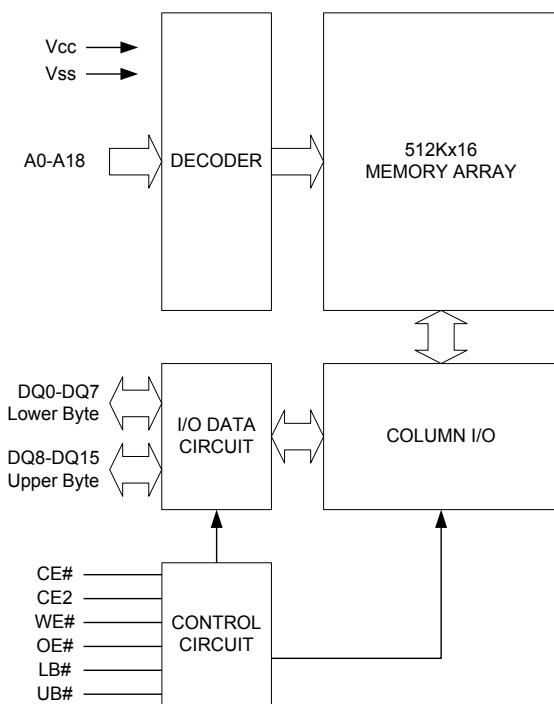 Vcc
Vss
A0-A18
DECODER
512Kx16
MEMORY ARRAY
DQ0-DQ7
Lower Byte
DQ8-DQ15
Upper Byte
I/O DATA
CIRCUIT
COLUMN I/O
CE#
CE2
WE#
OE#
LB#
UB#
CONTROL
CIRCUIT